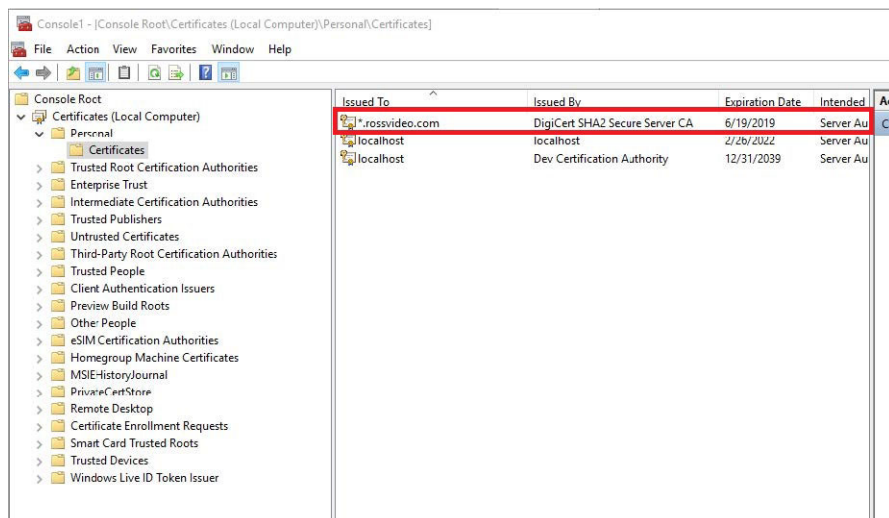 Console1 - [Console Root\Certificates (Local Computer)\Personal\Certificates]
File Action View Favorites Window Help
Console Root
Certificates (Local Computer)
Personal
Certificates
Trusted Root Certification Authorities
Enterprise Trust
Intermediate Certification Authorities
Trusted Publishers
Untrusted Certificates
Third-Party Root Certification Authorities
Trusted People
Client Authentication Issuers
Preview Build Roots
Other People
eSIM Certification Authorities
Homegroup Machine Certificates
MSIEHistoryJournal
PrivateCertStore
Remote Desktop
Certificate Enrollment Requests
Smart Card Trusted Roots
Trusted Devices
Windows Live ID Token Issuer
Issued To Issued By Expiration Date Intended
*.rossvideo.com DigiCert SHA2 Secure Server CA 6/19/2019 Server Au
localhost localhost 2/26/2022 Server Au
localhost Dev Certification Authority 12/31/2039 Server Au
A
C